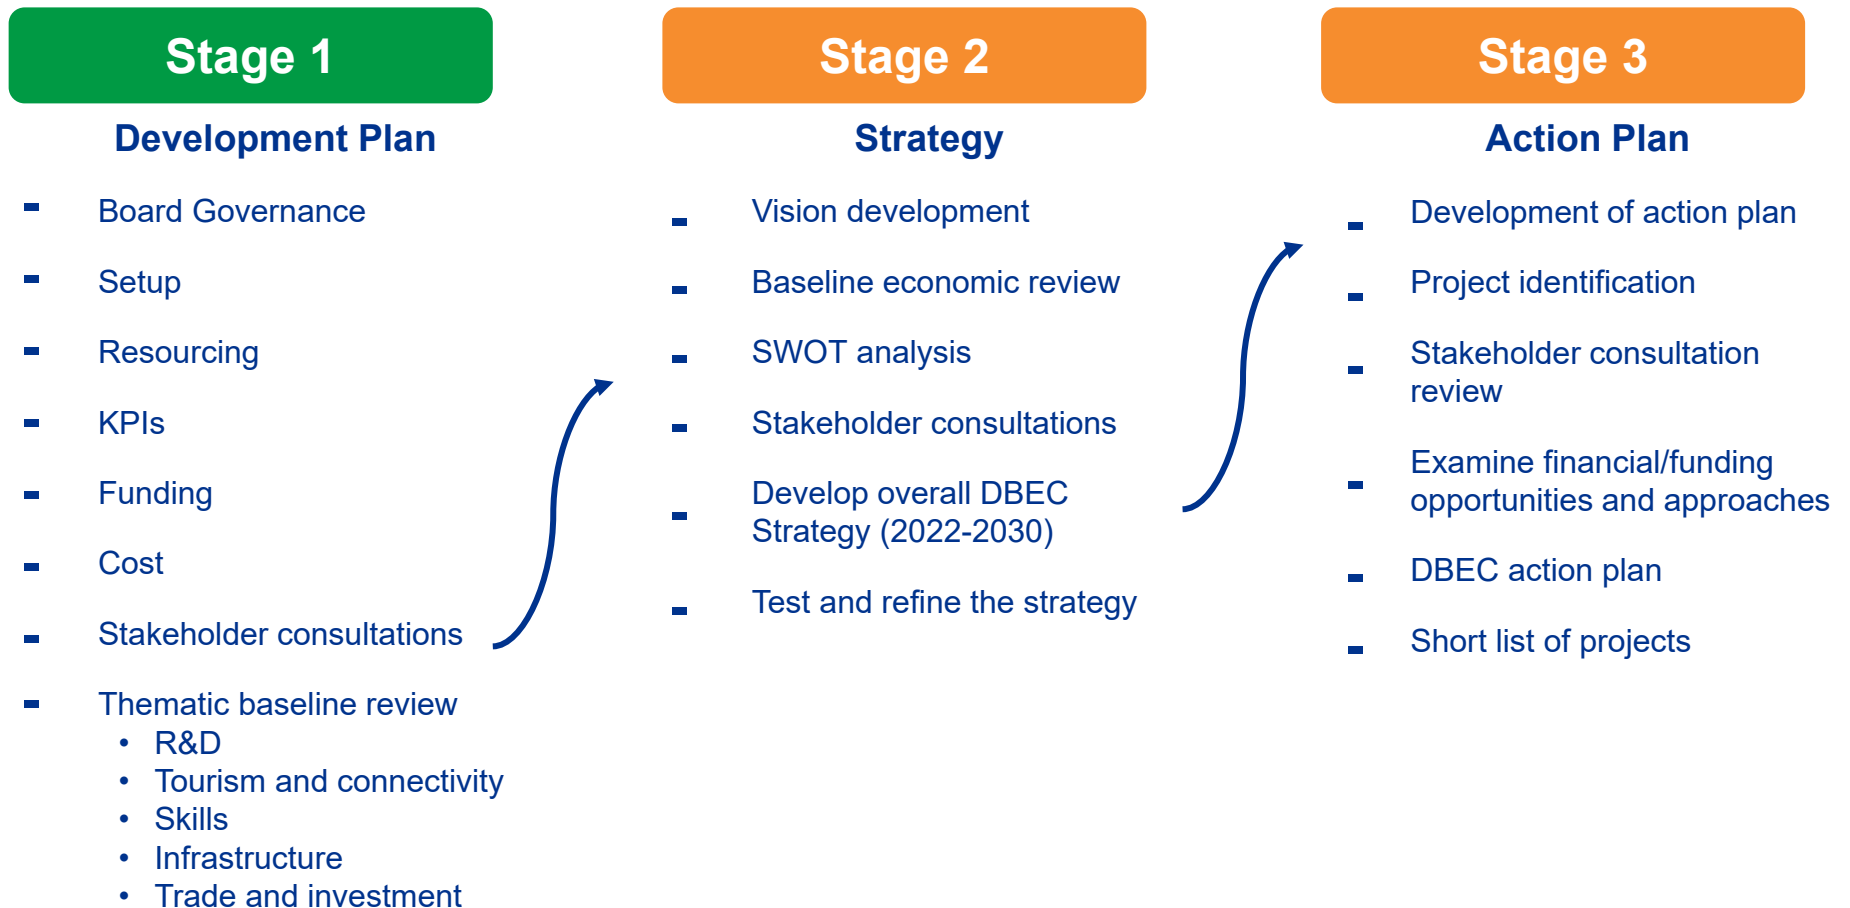 Stage 1
Development Plan
Board Governance
Setup
Resourcing
KPIs
Funding
Cost
Stakeholder consultations
Thematic baseline review
• R&D
• Tourism and connectivity
• Skills
• Infrastructure
• Trade and investment
Stage 2
Strategy
Vision development
Baseline economic review
SWOT analysis
Stakeholder consultations
Develop overall DBEC
Strategy (2022-2030)
Test and refine the strategy
Stage 3
Action Plan
Development of action plan
Project identification
Stakeholder consultation
review
Examine financial/funding
opportunities and approaches
DBEC action plan
Short list of projects